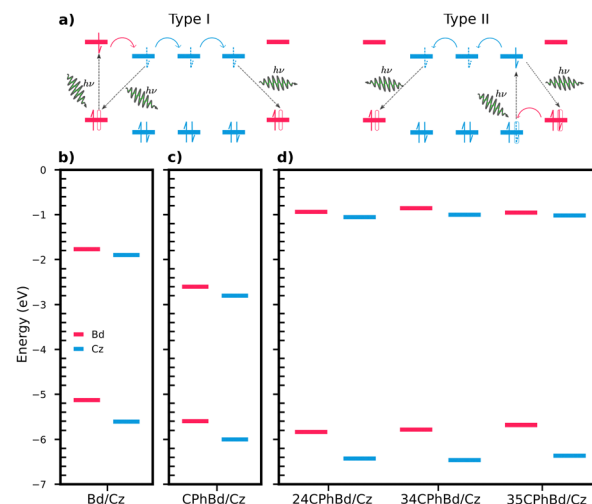 a)
Type I
Type II
hν
hν
hν
hν
hν
hν
b)
c)
d)
0
−1
−2
−3
−4
−5
−6
−7
Energy (eV)
Bd
Cz
Bd/Cz
CPhBd/Cz
24CPhBd/Cz
34CPhBd/Cz
35CPhBd/Cz